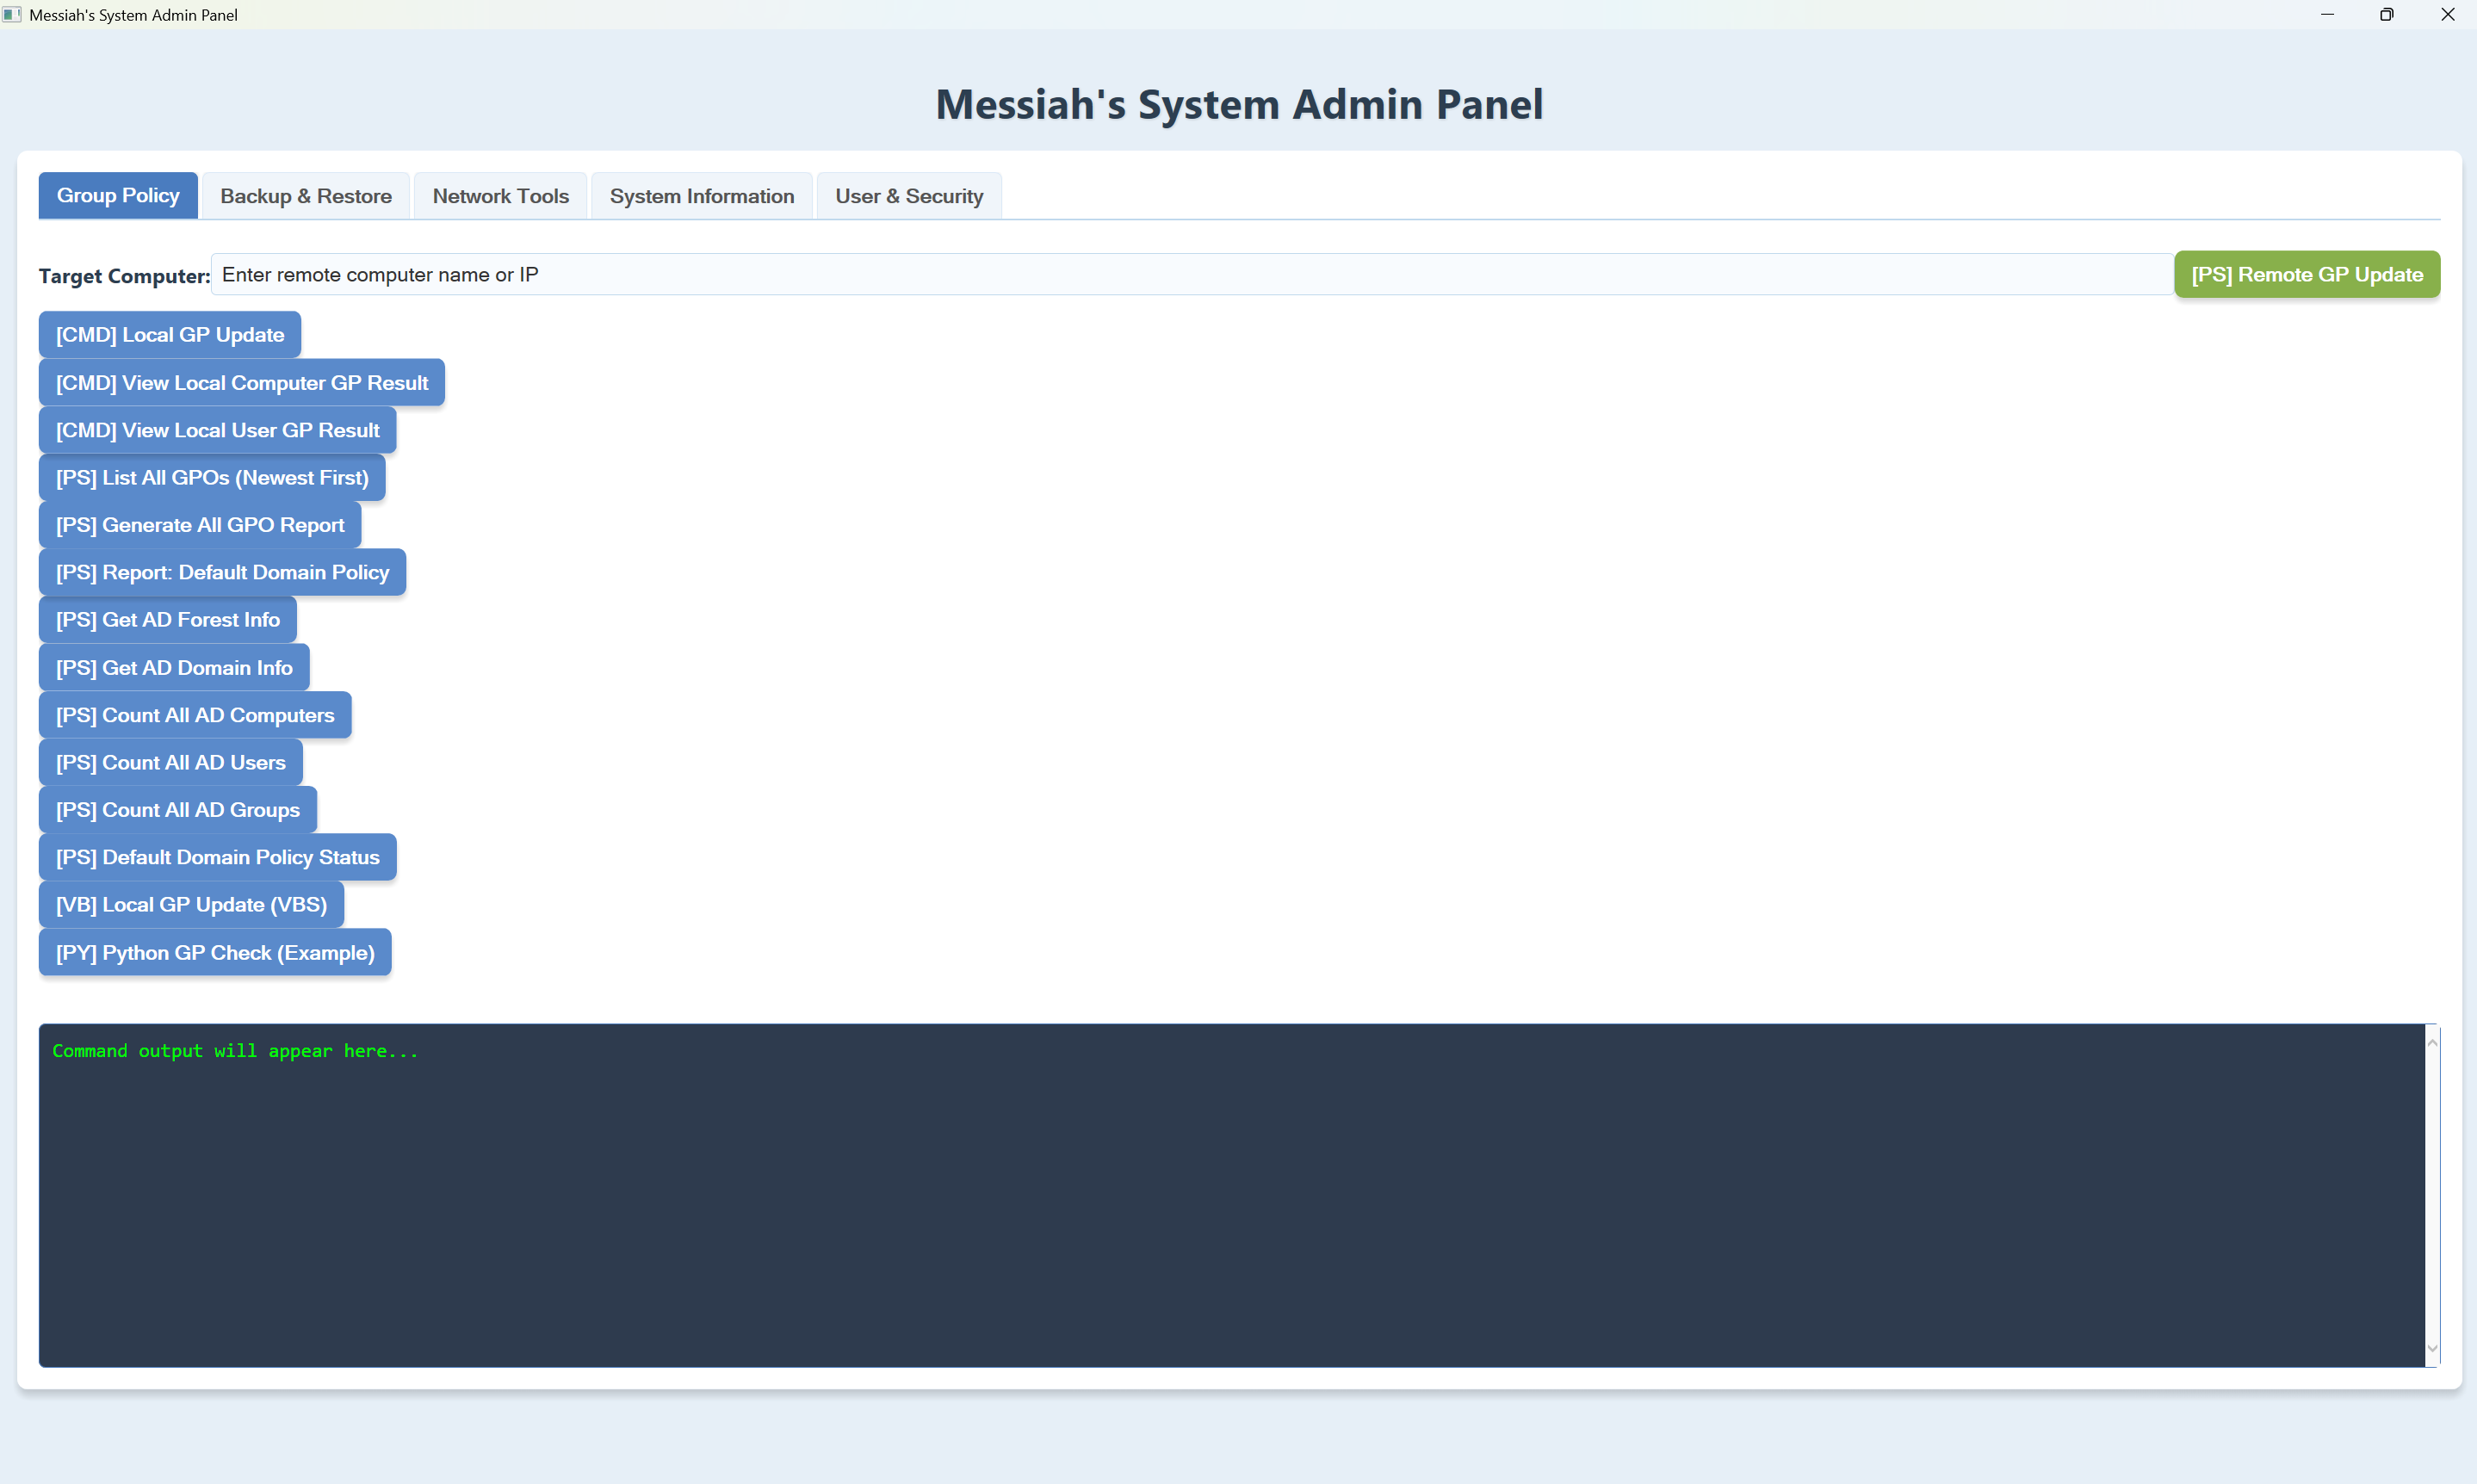 Messiah's System Admin Panel
Messiah's System Admin Panel
Group Policy Backup & Restore Network Tools System Information User & Security
Target Computer: Enter remote computer name or IP [PS] Remote GP Update
[CMD] Local GP Update
[CMD] View Local Computer GP Result
[CMD] View Local User GP Result
[PS] List All GPOs (Newest First)
[PS] Generate All GPO Report
[PS] Report: Default Domain Policy
[PS] Get AD Forest Info
[PS] Get AD Domain Info
[PS] Count All AD Computers
[PS] Count All AD Users
[PS] Count All AD Groups
[PS] Default Domain Policy Status
[VB] Local GP Update (VBS)
[PY] Python GP Check (Example)
Command output will appear here...